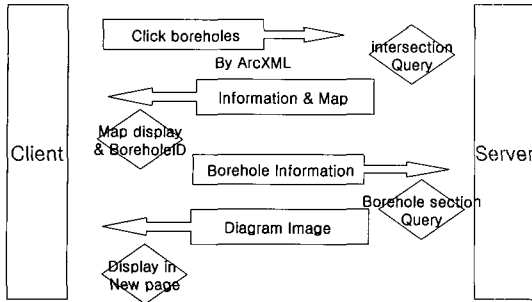 Click boreholes
By ArcXML
intersection
Query
Information & Map
Map display
& BoreholeID
Client
Server
Borehole Information
Borehole section
Query
Diagram Image
Display in
New page